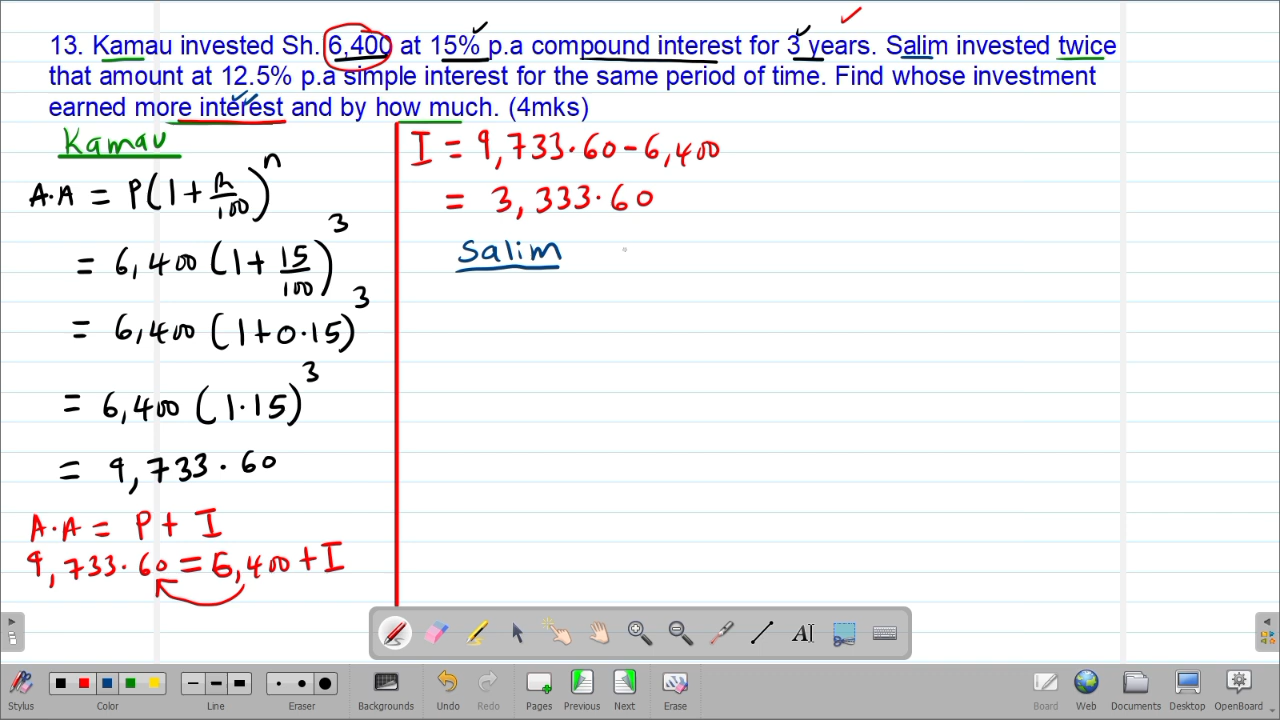 13. Kamau invested Sh. 6,400 at 15% p.a compound interest for 3 years. Salim invested twice
that amount at 12.5% p.a simple interest for the same period of time. Find whose investment
earned more interest and by how much. (4mks)
Kamau
A.A = P(1+R/100)^n
= 6,400(1+15/100)^3
= 6,400(1+0.15)^3
= 6,400(1.15)^3
= 9,733.60
A.A = P + I
9,733.60 = 6,400 + I
I = 9,733.60 - 6,400
= 3,333.60
Salim
Stylus
Color
Line
Eraser
Backgrounds
Undo
Redo
Pages
Previous
Next
Erase
Board
Web
Documents
Desktop
OpenBoard